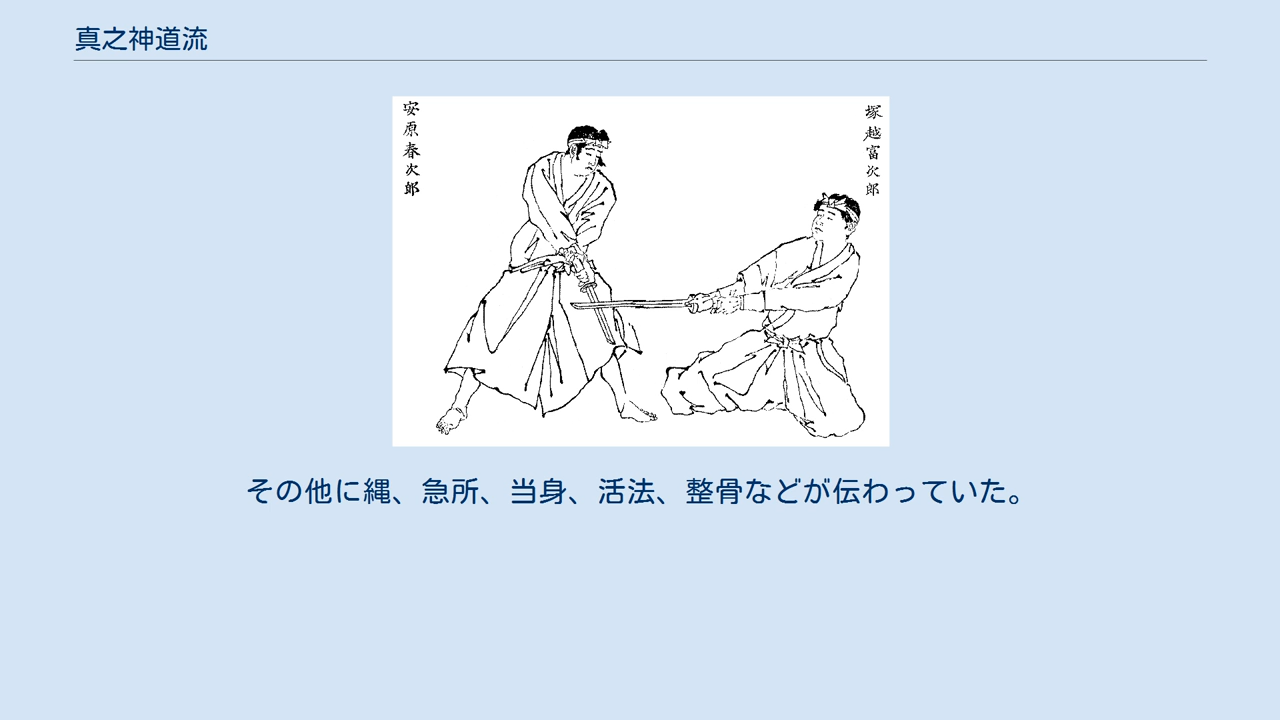 真之神道流
塚越富次郎
安原春次郎
その他に縄、急所、当身、活法、整骨などが伝わっていた。